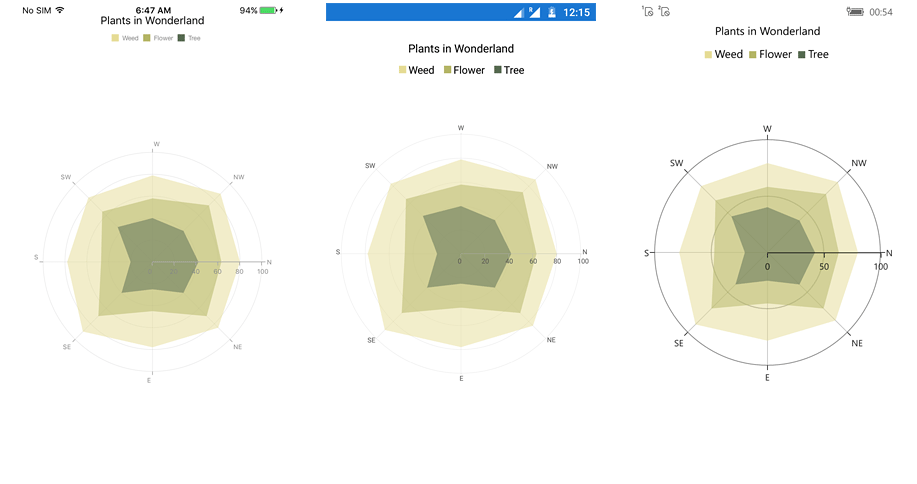 No SIM 6:47 AM 94%
Plants in Wonderland
Weed Flower Tree
W
SW NW
S N
0 20 40 60 80 100
SE NE
E
R 12:15
Plants in Wonderland
Weed Flower Tree
W
SW NW
S N
0 20 40 60 80 100
SE NE
E
1 2 00:54
Plants in Wonderland
Weed Flower Tree
W
SW NW
S N
0 50 100
SE NE
E